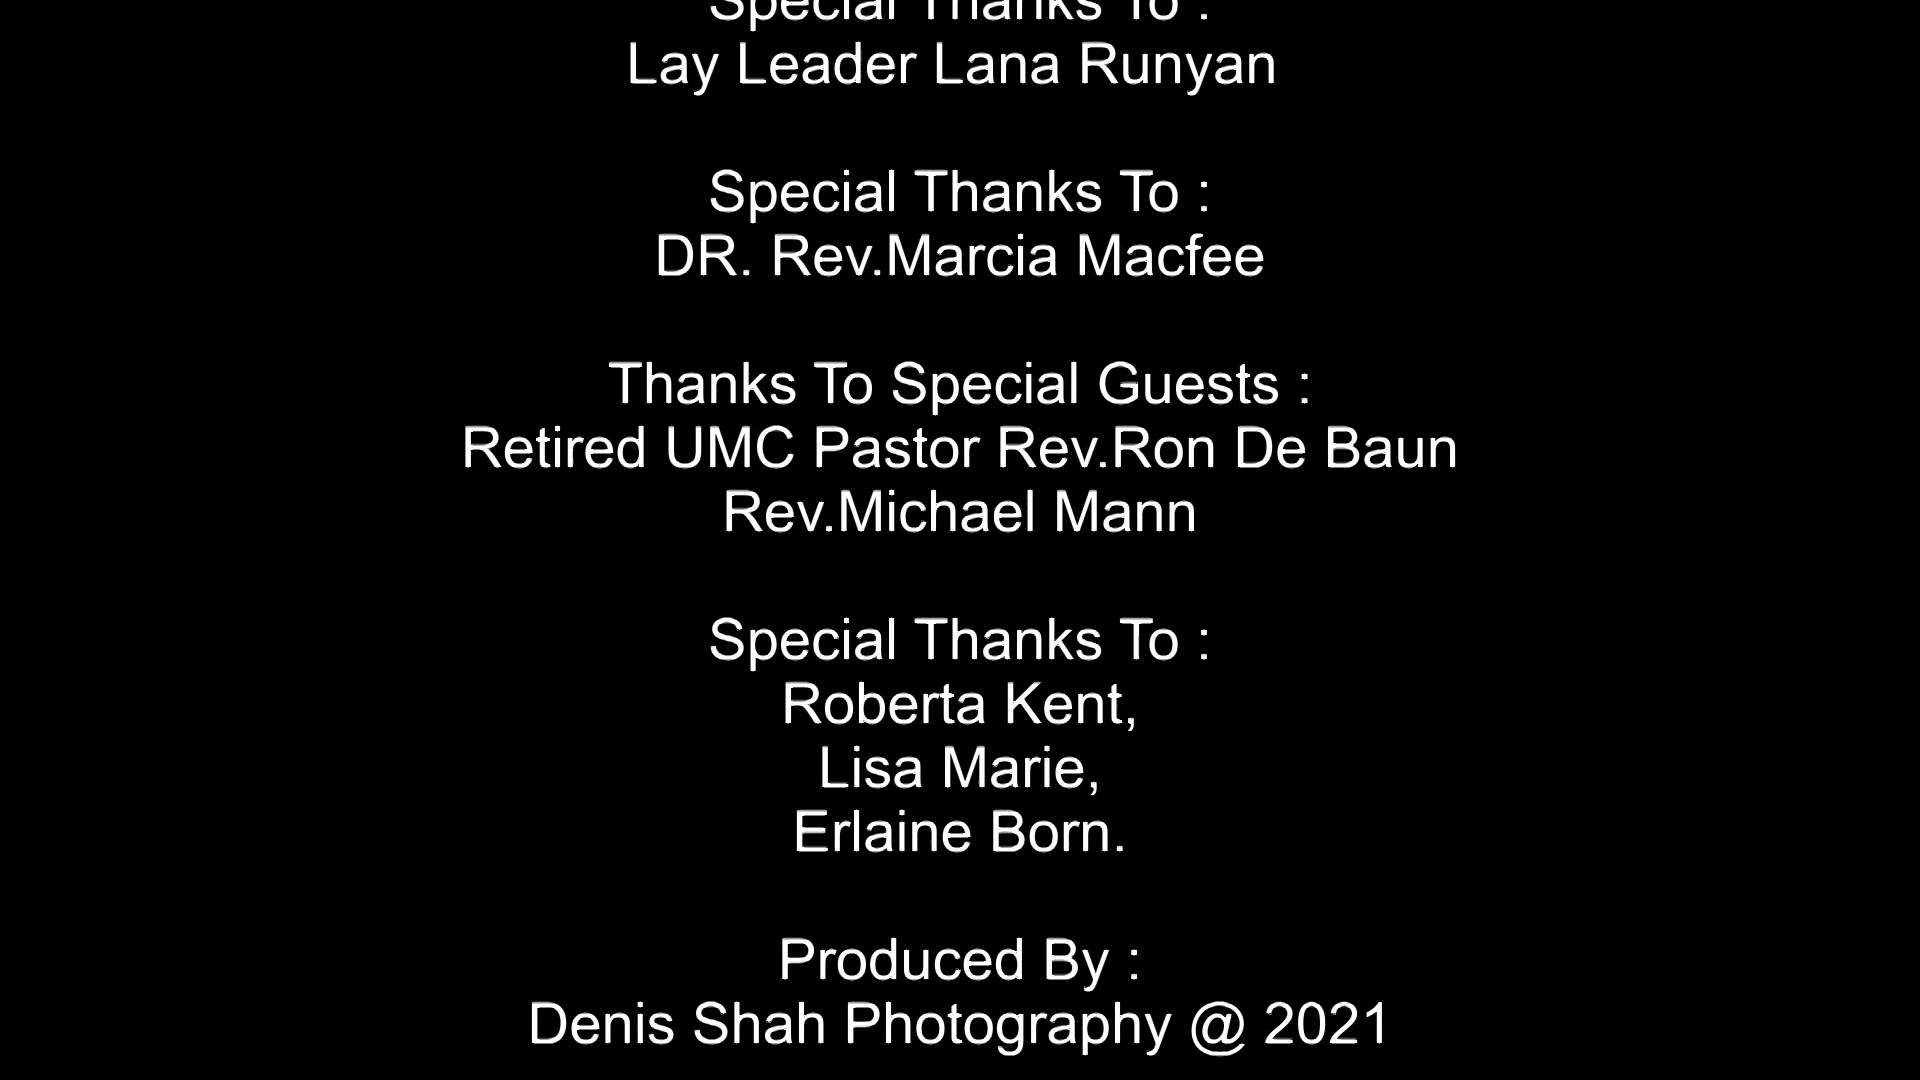 Special Thanks To :
Lay Leader Lana Runyan
Special Thanks To :
DR. Rev.Marcia Macfee
Thanks To Special Guests :
Retired UMC Pastor Rev.Ron De Baun
Rev.Michael Mann
Special Thanks To :
Roberta Kent,
Lisa Marie,
Erlaine Born.
Produced By :
Denis Shah Photography @ 2021